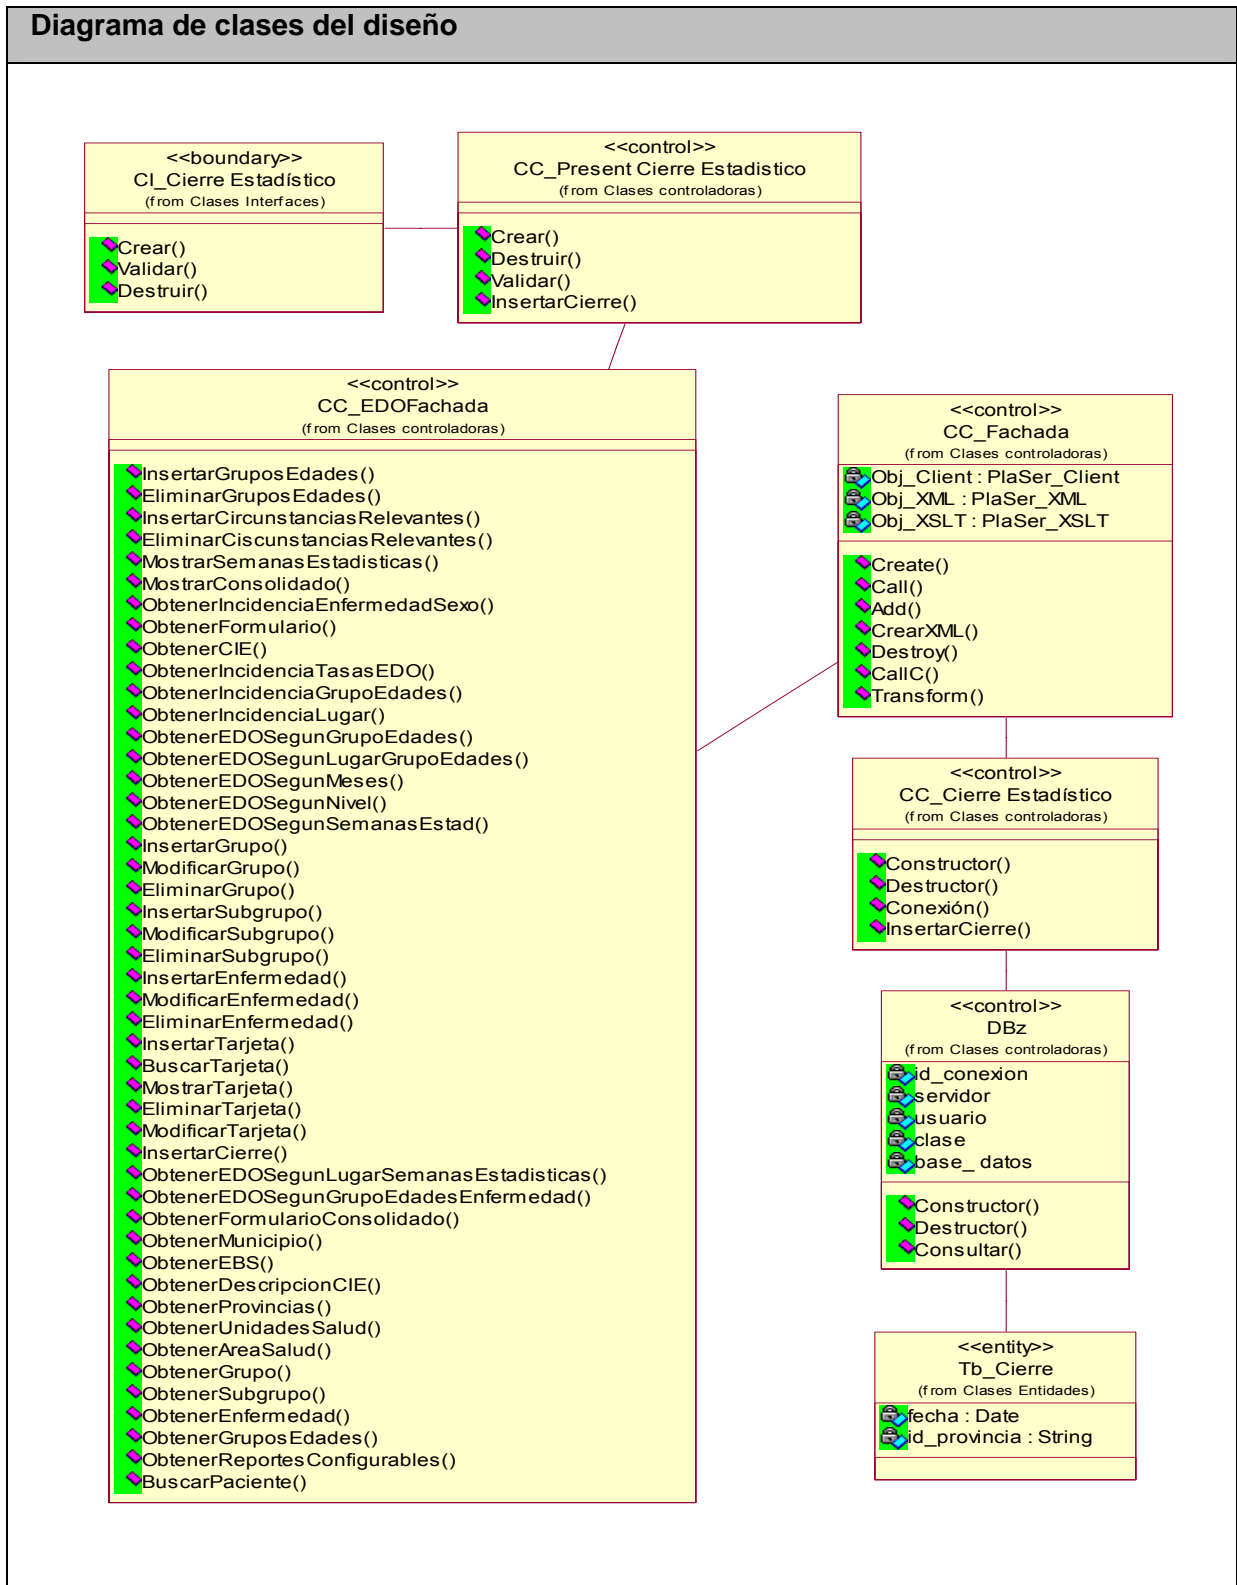 Diagrama de clases del diseño
<<boundary>>
CI_Cierre Estadístico
(from Clases Interfaces)
Crear()
Validar()
Destruir()
<<control>>
CC_Present Cierre Estadistico
(from Clases controladoras)
Crear()
Destruir()
Validar()
InsertarCierre()
<<control>>
CC_EDOFachada
(from Clases controladoras)
InsertarGruposEdades()
EliminarGruposEdades()
InsertarCircunstanciasRelevantes()
EliminarCiscunstanciasRelevantes()
MostrarSemanasEstadisticas()
MostrarConsolidado()
ObtenerIncidenciaEnfermedadSexo()
ObtenerFormulario()
ObtenerCIE()
ObtenerIncidenciaTasasEDO()
ObtenerIncidenciaGrupoEdades()
ObtenerIncidenciaLugar()
ObtenerEDOSegunGrupoEdades()
ObtenerEDOSegunLugarGrupoEdades()
ObtenerEDOSegunMeses()
ObtenerEDOSegunNivel()
ObtenerEDOSegunSemanasEstad()
InsertarGrupo()
ModificarGrupo()
EliminarGrupo()
InsertarSubgrupo()
ModificarSubgrupo()
EliminarSubgrupo()
InsertarEnfermedad()
ModificarEnfermedad()
EliminarEnfermedad()
InsertarTarjeta()
BuscarTarjeta()
MostrarTarjeta()
EliminarTarjeta()
ModificarTarjeta()
InsertarCierre()
ObtenerEDOSegunLugarSemanasEstadisticas()
ObtenerEDOSegunGrupoEdadesEnfermedad()
ObtenerFormularioConsolidado()
ObtenerMunicipio()
ObtenerEBS()
ObtenerDescripcionCIE()
ObtenerProvincias()
ObtenerUnidadesSalud()
ObtenerAreaSalud()
ObtenerGrupo()
ObtenerSubgrupo()
ObtenerEnfermedad()
ObtenerGruposEdades()
ObtenerReportesConfigurables()
BuscarPaciente()
<<control>>
CC_Fachada
(from Clases controladoras)
Obj_Client : PlaSer_Client
Obj_XML : PlaSer_XML
Obj_XSLT : PlaSer_XSLT
Create()
Call()
Add()
CrearXML()
Destroy()
CallC()
Transform()
<<control>>
CC_Cierre Estadístico
(from Clases controladoras)
Constructor()
Destructor()
Conexión()
InsertarCierre()
<<control>>
DBz
(from Clases controladoras)
id_conexion
servidor
usuario
clase
base_ datos
Constructor()
Destructor()
Consultar()
<<entity>>
Tb_Cierre
(from Clases Entidades)
fecha : Date
id_provincia : String